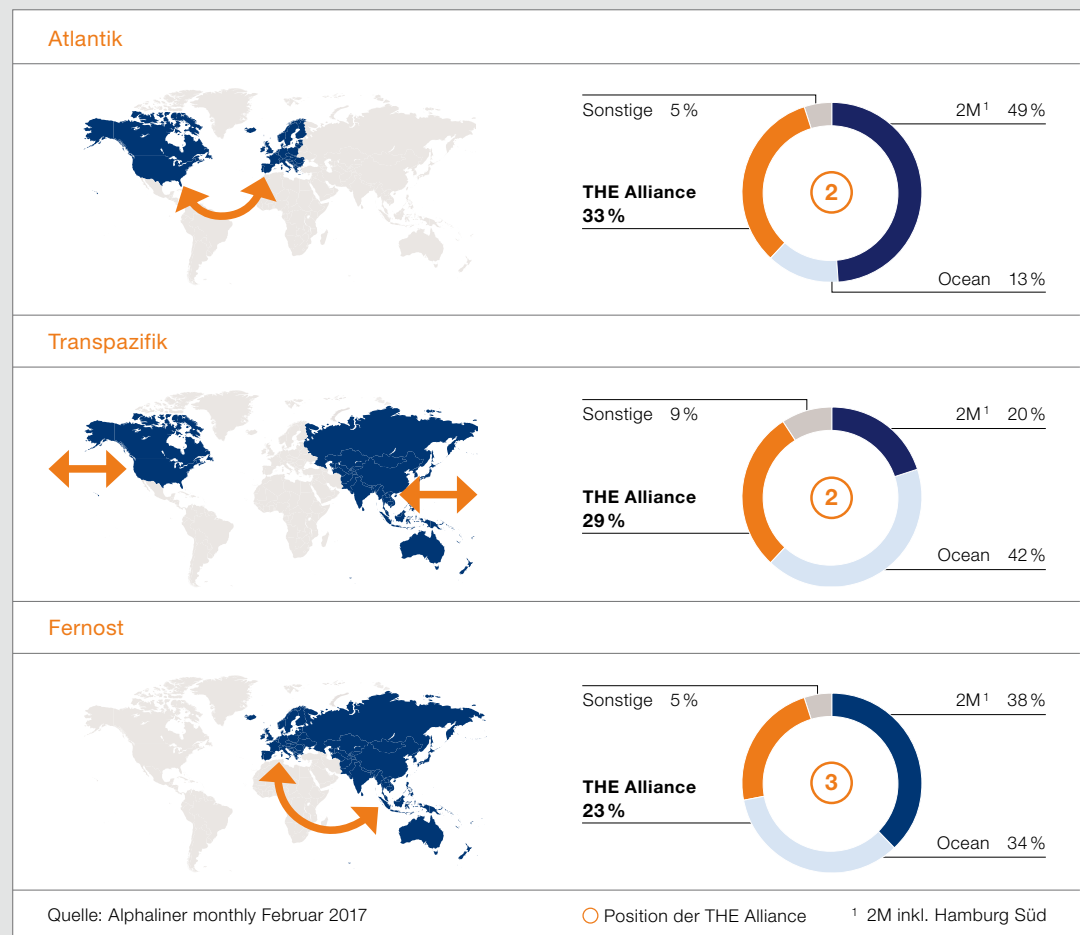 Atlantik
Sonstige 5 %
2M¹ 49 %
THE Alliance
33 %
2
Ocean 13 %
Transpazifik
Sonstige 9 %
2M¹ 20 %
THE Alliance
29 %
2
Ocean 42 %
Fernost
Sonstige 5 %
2M¹ 38 %
THE Alliance
23 %
3
Ocean 34 %
Quelle: Alphaliner monthly Februar 2017
Position der THE Alliance
¹ 2M inkl. Hamburg Süd